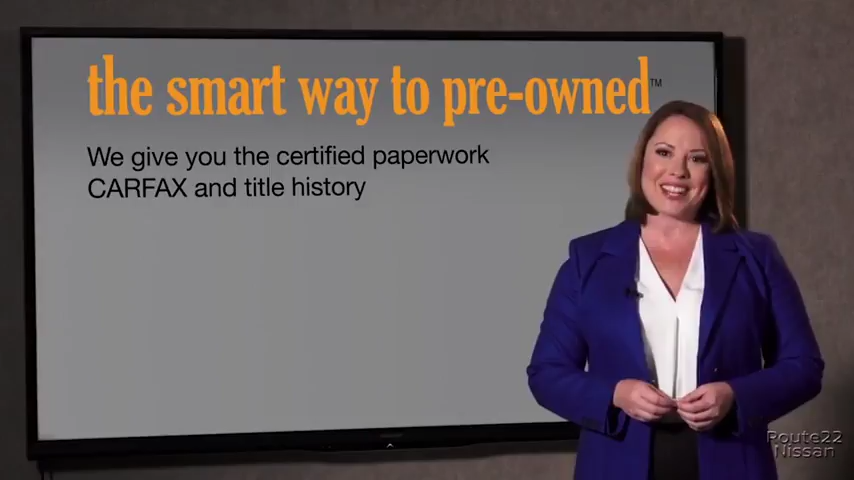 the smart way to pre-owned™
We give you the certified paperwork
CARFAX and title history
Route22
Nissan